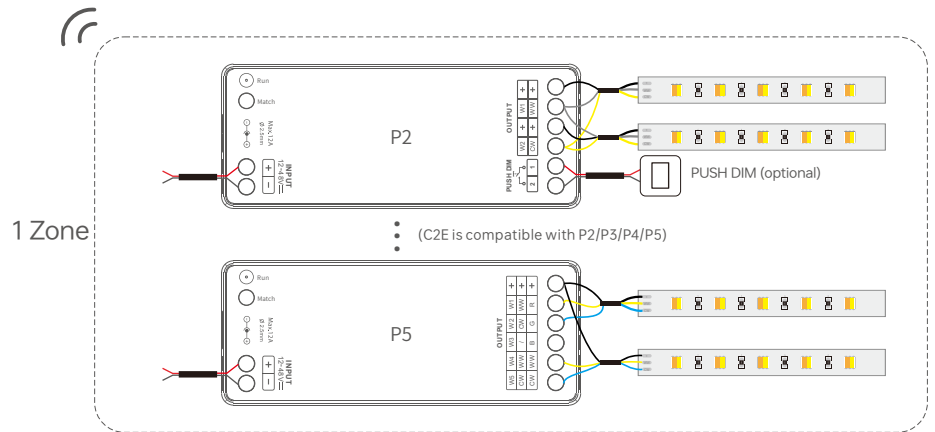 1 Zone
Run
Match
Max,12A
Ø 2.5mm
P2
INPUT
12~48V
+
−
OUTPUT
+ +
W1 WW
+ +
W2 CW
PUSH DIM
1
2
PUSH DIM (optional)
(C2E is compatible with P2/P3/P4/P5)
Run
Match
Max,12A
Ø 2.5mm
P5
INPUT
12~48V
+
−
OUTPUT
+ + +
W1 WW R
W2 CW G
W3 / B
W4 WW WW
W5 CW CW